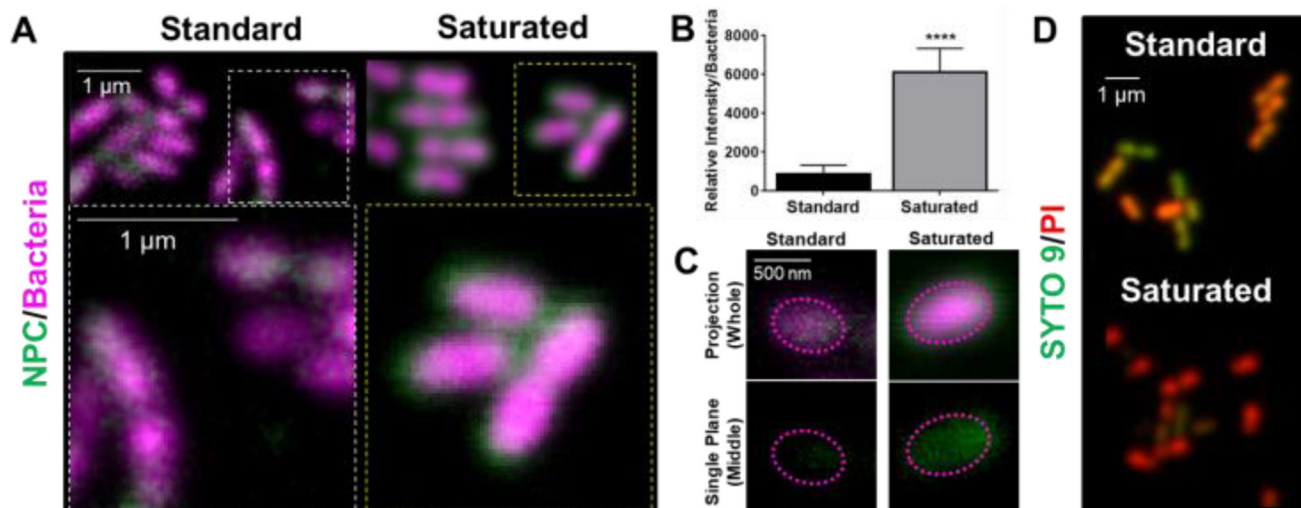 A
Standard
Saturated
1 µm
1 µm
NPC/Bacteria
B
Relative Intensity/Bacteria
8000
6000
4000
2000
0
****
Standard
Saturated
C
Standard
Saturated
500 nm
Projection
(Whole)
Single Plane
(Middle)
D
Standard
1 µm
Saturated
SYTO 9/PI